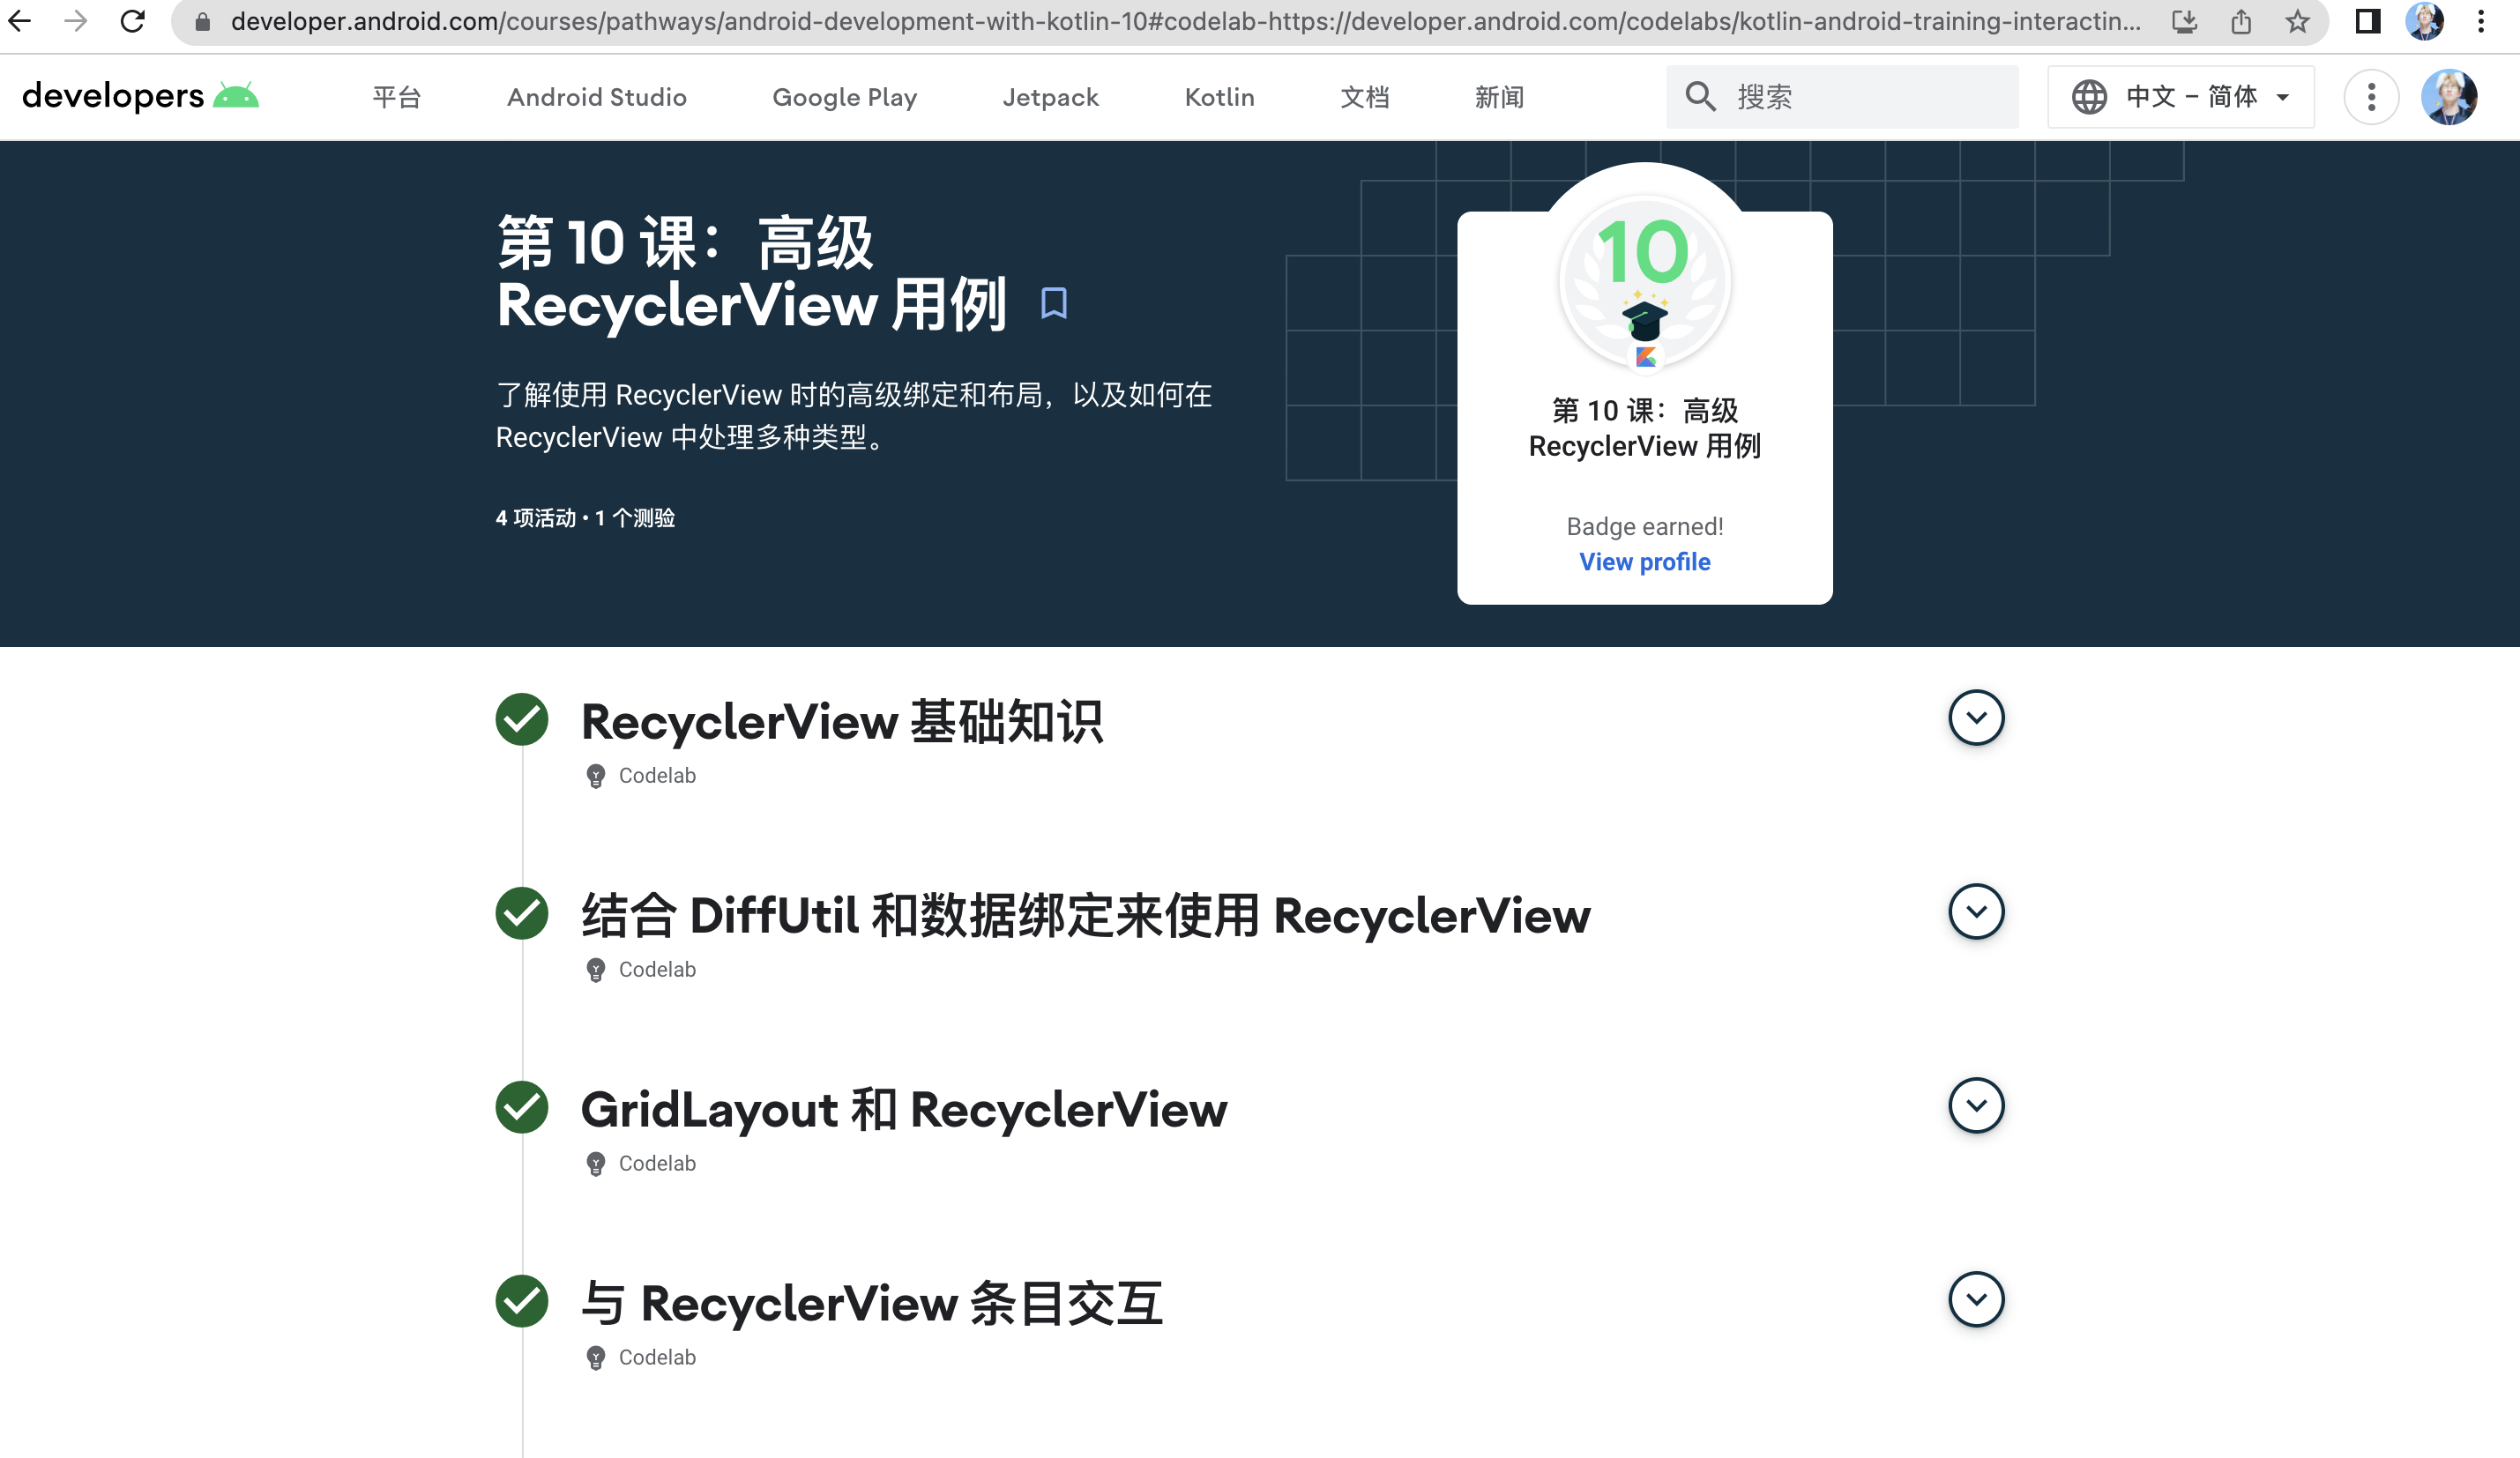 developer.android.com/courses/pathways/android-development-with-kotlin-10#codelab-https://developer.android.com/codelabs/kotlin-android-training-interactin...
developers 平台 Android Studio Google Play Jetpack Kotlin 文档 新闻 搜索 中文 – 简体
第 10 课：高级
RecyclerView 用例
了解使用 RecyclerView 时的高级绑定和布局，以及如何在
RecyclerView 中处理多种类型。
4 项活动 • 1 个测验
10
第 10 课：高级
RecyclerView 用例
Badge earned!
View profile
RecyclerView 基础知识
Codelab
结合 DiffUtil 和数据绑定来使用 RecyclerView
Codelab
GridLayout 和 RecyclerView
Codelab
与 RecyclerView 条目交互
Codelab